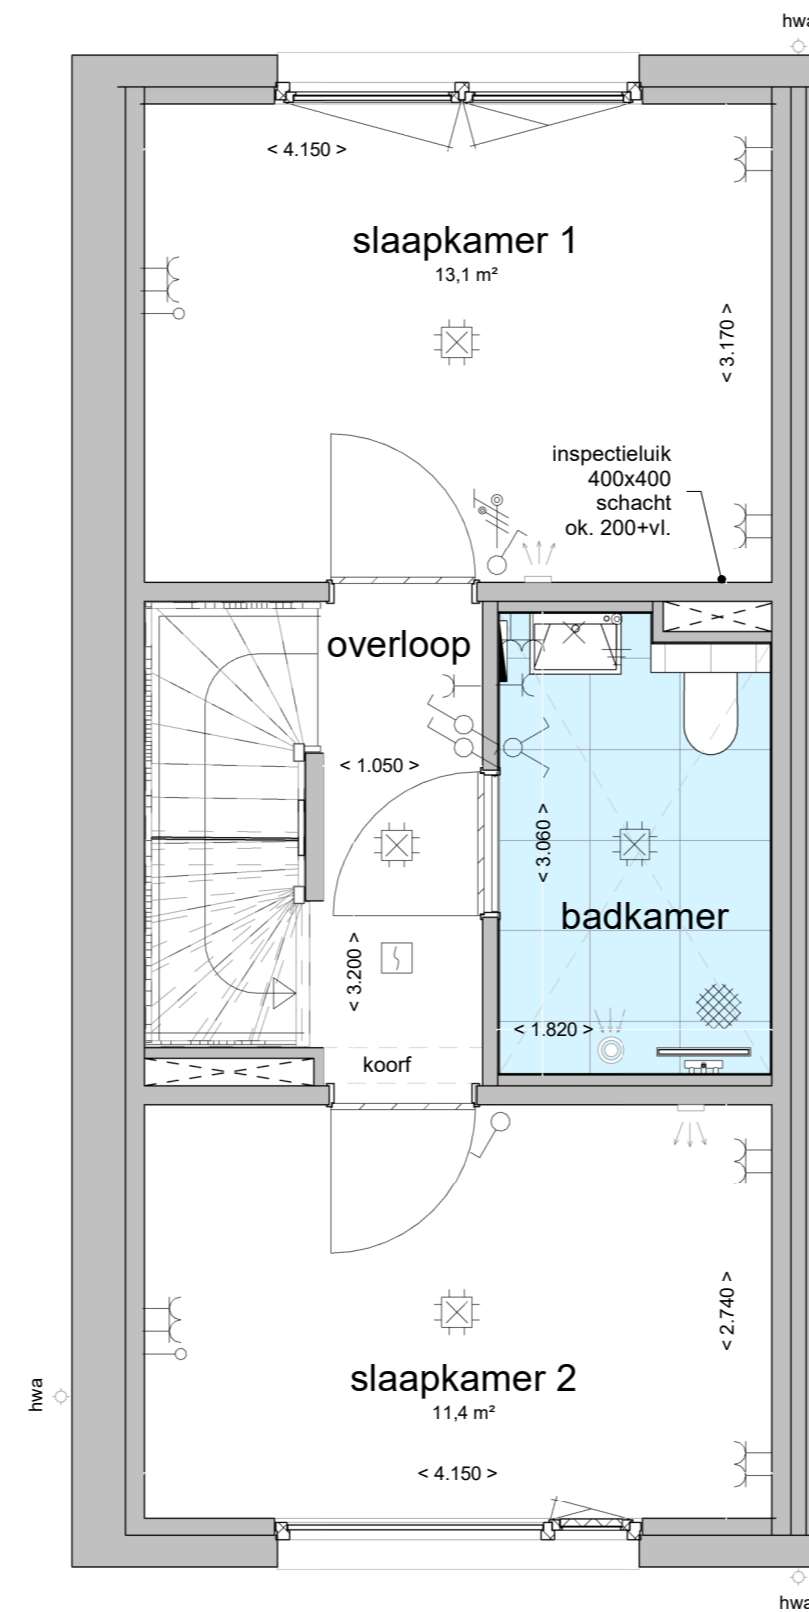 hwa
< 4.150 >
slaapkamer 1
13,1 m²
< 3.170 >
inspectieluik
400x400
schacht
ok. 200+vl.
overloop
< 1.050 >
< 3.060 >
badkamer
< 3.200 >
< 1.820 >
koorf
< 2.740 >
slaapkamer 2
11,4 m²
hwa
< 4.150 >
hwa